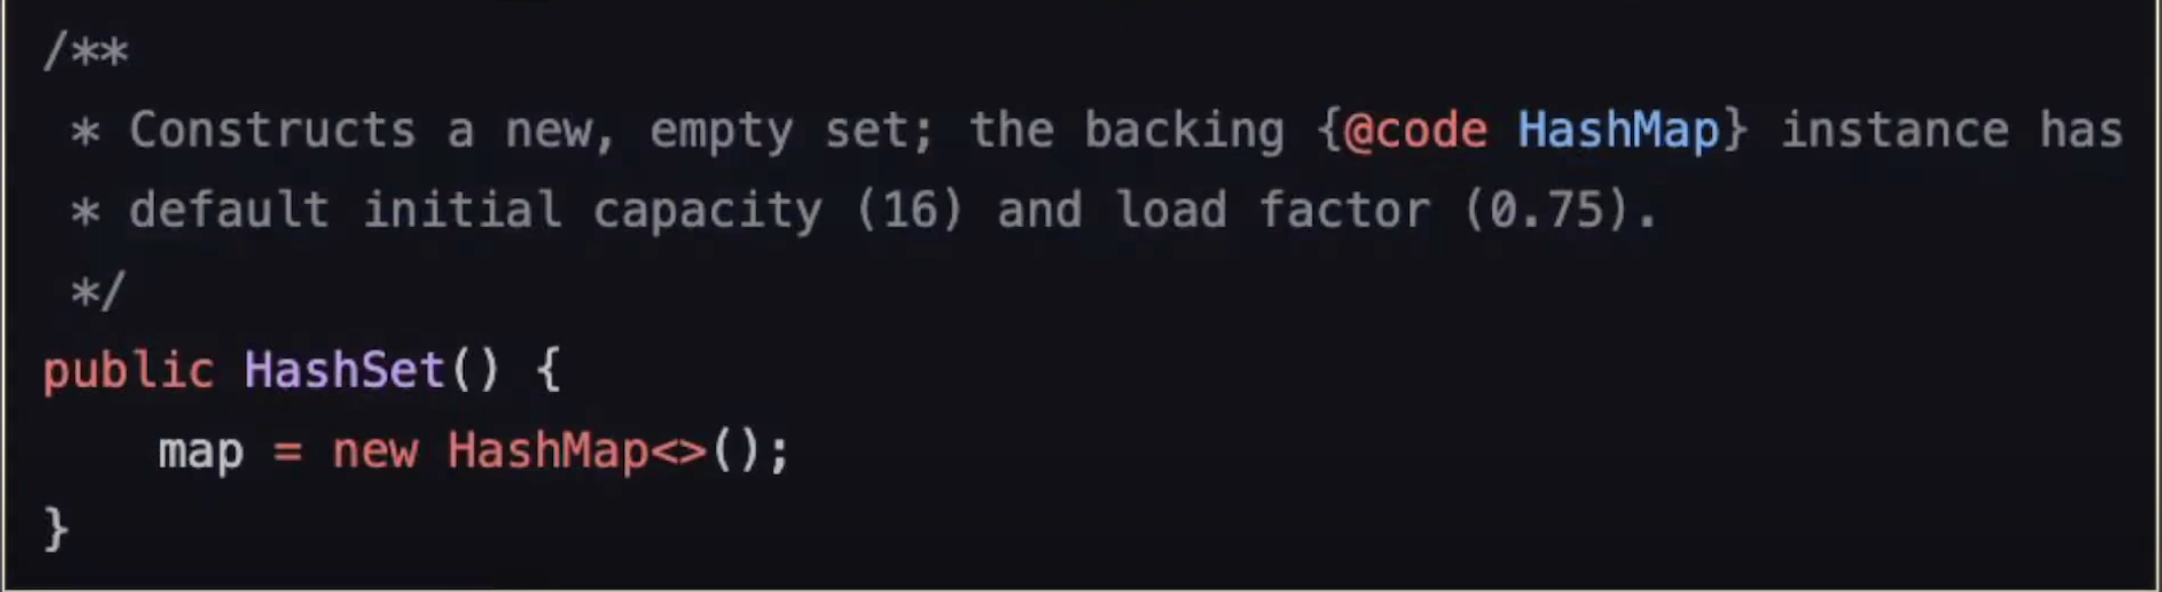 /**
 * Constructs a new, empty set; the backing {@code HashMap} instance has
 * default initial capacity (16) and load factor (0.75).
 */
public HashSet() {
    map = new HashMap<>();
}